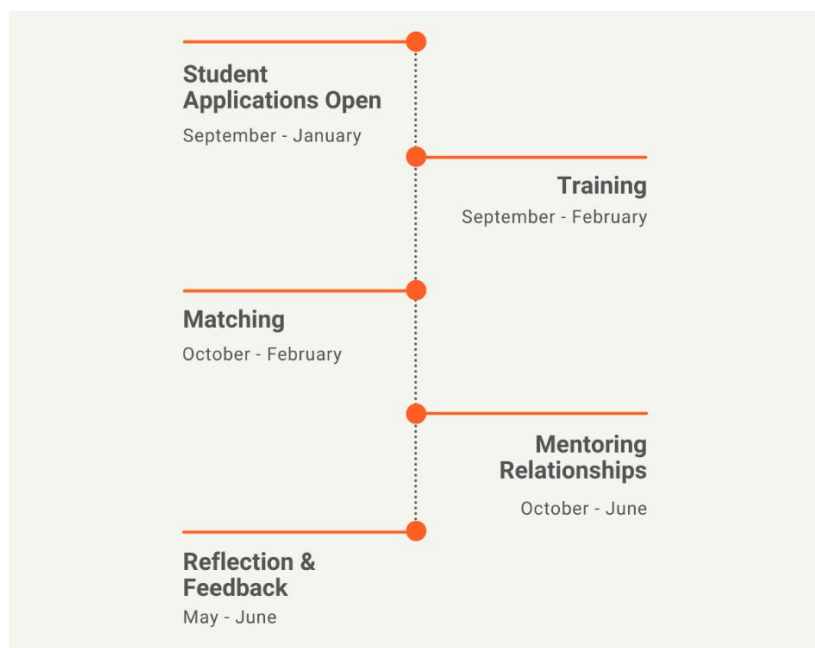 Student
Applications Open
September - January
Training
September - February
Matching
October - February
Mentoring
Relationships
October - June
Reflection &
Feedback
May - June